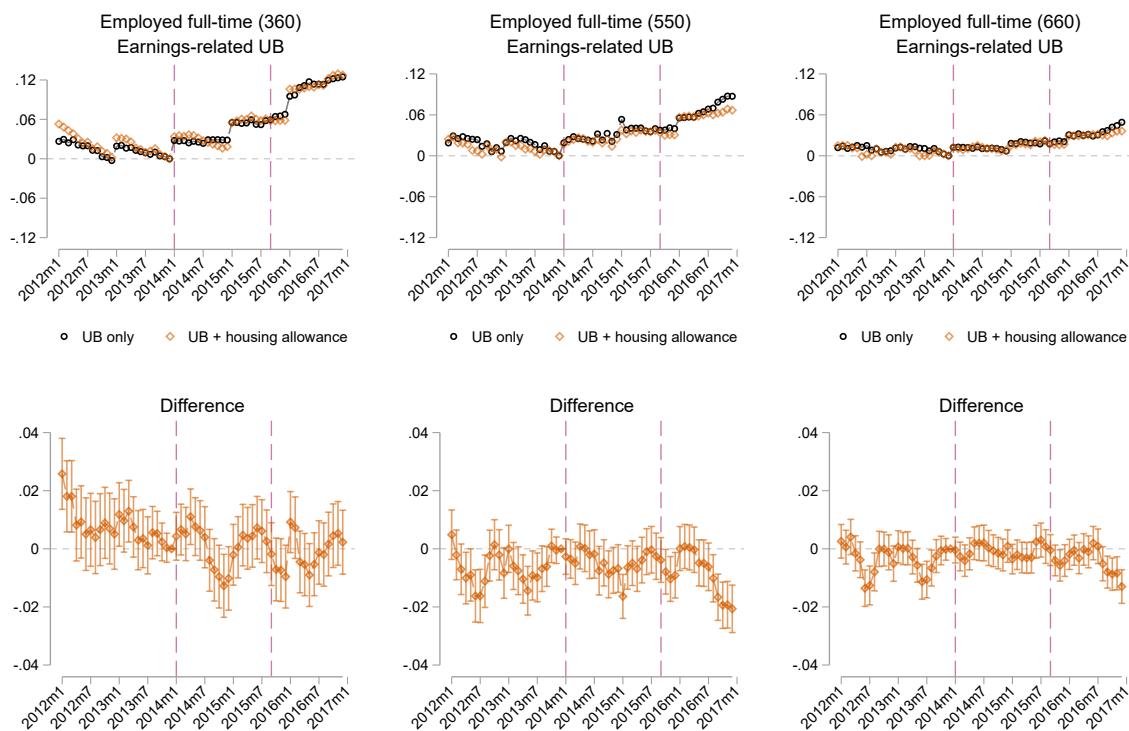 Employed full-time (360)
Earnings-related UB
.12
.06
0
-.06
-.12
2012m1
2012m7
2013m1
2013m7
2014m1
2014m7
2015m1
2015m7
2016m1
2016m7
2017m1
UB only
UB + housing allowance
Employed full-time (550)
Earnings-related UB
.12
.06
0
-.06
-.12
2012m1
2012m7
2013m1
2013m7
2014m1
2014m7
2015m1
2015m7
2016m1
2016m7
2017m1
UB only
UB + housing allowance
Employed full-time (660)
Earnings-related UB
.12
.06
0
-.06
-.12
2012m1
2012m7
2013m1
2013m7
2014m1
2014m7
2015m1
2015m7
2016m1
2016m7
2017m1
UB only
UB + housing allowance
Difference
.04
.02
0
-.02
-.04
2012m1
2012m7
2013m1
2013m7
2014m1
2014m7
2015m1
2015m7
2016m1
2016m7
2017m1
Difference
.04
.02
0
-.02
-.04
2012m1
2012m7
2013m1
2013m7
2014m1
2014m7
2015m1
2015m7
2016m1
2016m7
2017m1
Difference
.04
.02
0
-.02
-.04
2012m1
2012m7
2013m1
2013m7
2014m1
2014m7
2015m1
2015m7
2016m1
2016m7
2017m1